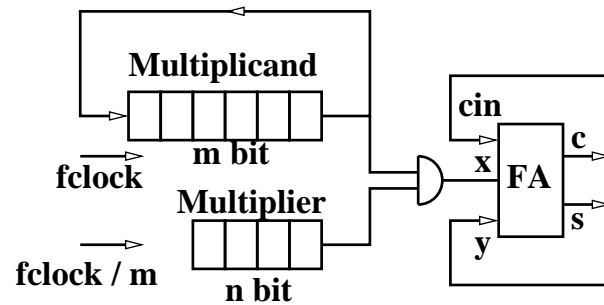 Multiplicand
m bit
fclock
Multiplier
fclock / m
n bit
cin
x
y
FA
c
s